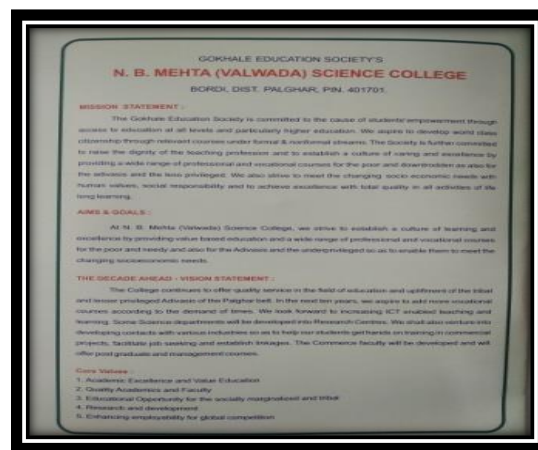 GOKHALE EDUCATION SOCIETY'S
N. B. MEHTA (VALWADA) SCIENCE COLLEGE
BORDI, DIST. PALGHAR, PIN. 401701.
MISSION STATEMENT :
The Gokhale Education Society is committed to the cause of students' empowerment through
access to education at all levels and particularly higher education. We aspire to develop world class
citizenship through relevant courses under formal & nonformal streams. The Society is further committed
to raise the dignity of the teaching profession and to establish a culture of caring and excellence by
providing a wide range of professional and vocational courses for the poor and downtrodden as also for
the advasis and the less privileged. We also strive to meet the changing socio economic needs with
human values, social responsibility and to achieve excellence with total quality in all activities of life
long learning.
AIMS & GOALS :
At N. B. Mehta (Valwada) Science College, we strive to establish a culture of learning and
excellence by providing value based education and a wide range of professional and vocational courses
for the poor and needy and also for the Adivasis and the underprivileged so as to enable them to meet the
changing socioeconomic needs.
THE DECADE AHEAD - VISION STATEMENT :
The College continues to offer quality service in the field of education and upliftment of the tribal
and lesser privileged Adivasis of the Palghar belt. In the next ten years, we aspire to add more vocational
courses according to the demand of times. We look forward to increasing ICT enabled teaching and
learning. Some Science departments will be developed into Research Centres. We shall also venture into
developing contacts with various industries so as to help our students get hands on training in commercial
projects, facilitate job seeking and establish linkages. The Commerce faculty will be developed and will
offer post graduate and management courses.
Core Values :
1. Academic Excellence and Value Education
2. Quality Academics and Faculty
3. Educational Opportunity for the socially marginalized and tribal
4. Research and development
5. Enhancing employability for global competition